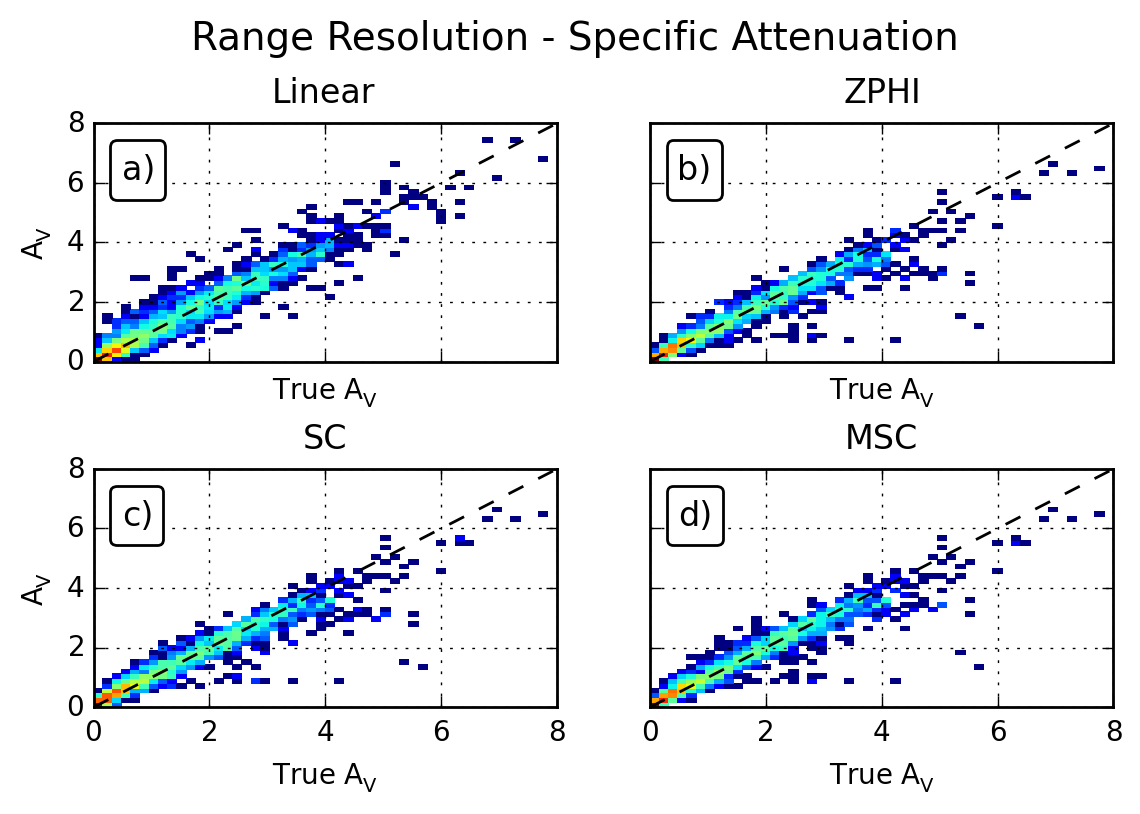 Range Resolution - Specific Attenuation
Linear
ZPHI
8
6
4
2
0
A_V
a)
b)
True A_V
True A_V
SC
MSC
8
6
4
2
0
A_V
c)
d)
0 2 4 6 8
0 2 4 6 8
True A_V
True A_V